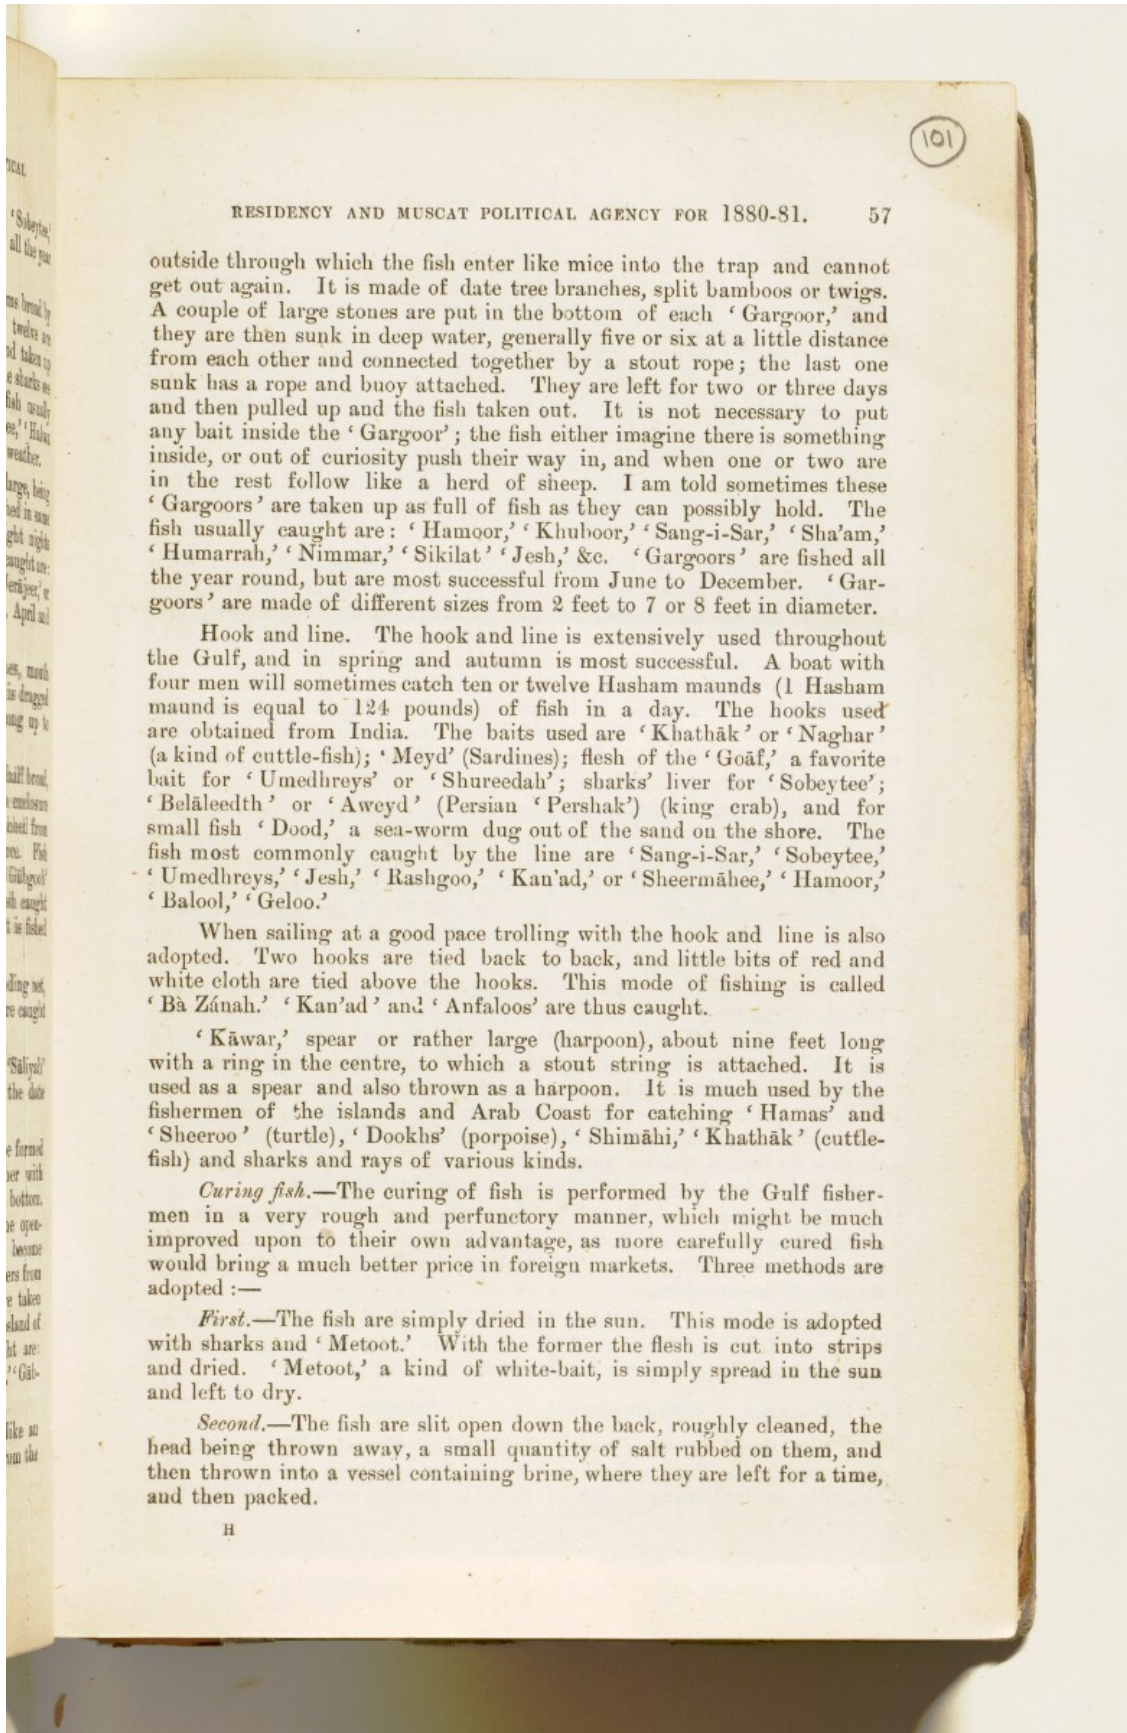 101
RESIDENCY AND MUSCAT POLITICAL AGENCY FOR 1880-81. 57
outside through which the fish enter like mice into the trap and cannot
get out again. It is made of date tree branches, split bamboos or twigs.
A couple of large stones are put in the bottom of each ‘ Gargoor,’ and
they are then sunk in deep water, generally five or six at a little distance
from each other and connected together by a stout rope; the last one
sunk has a rope and buoy attached. They are left for two or three days
and then pulled up and the fish taken out. It is not necessary to put
any bait inside the ‘ Gargoor’ ; the fish either imagine there is something
inside, or out of curiosity push their way in, and when one or two are
in the rest follow like a herd of sheep. I am told sometimes these
‘ Gargoors ’ are taken up as full of fish as they can possibly hold. The
fish usually caught are : ‘ Hamoor,’ ‘ Khuboor,’ ‘ Sang-i-Sar,’ ‘ Sha’am,’
‘ Humarrah,’ ‘ Nimmar,’ ‘ Sikilat ’ ‘ Jesh,’ &c. ‘ Gargoors ’ are fished all
the year round, but are most successful from June to December. ‘ Gar-
goors ’ are made of different sizes from 2 feet to 7 or 8 feet in diameter.
Hook and line. The hook and line is extensively used throughout
the Gulf, and in spring and autumn is most successful. A boat with
four men will sometimes catch ten or twelve Hasham maunds (1 Hasham
maund is equal to 124 pounds) of fish in a day. The hooks used
are obtained from India. The baits used are ‘ Khathāk ’ or ‘ Naghar ’
(a kind of cuttle-fish); ‘ Meyd’ (Sardines); flesh of the ‘ Goāf,’ a favorite
bait for ‘ Umedhreys’ or ‘ Shureedah’ ; sharks’ liver for ‘ Sobeytee’ ;
‘ Belāleedth ’ or ‘ Aweyd ’ (Persian ‘ Pershak’) (king crab), and for
small fish ‘ Dood,’ a sea-worm dug out of the sand on the shore. The
fish most commonly caught by the line are ‘ Sang-i-Sar,’ ‘ Sobeytee,’
‘ Umedhreys,’ ‘ Jesh,’ ‘ Rashgoo,’ ‘ Kan’ad,’ or ‘ Sheermāhee,’ ‘ Hamoor,’
‘ Balool,’ ‘ Geloo.’
When sailing at a good pace trolling with the hook and line is also
adopted. Two hooks are tied back to back, and little bits of red and
white cloth are tied above the hooks. This mode of fishing is called
‘ Bà Zánah.’ ‘ Kan’ad ’ and ‘ Anfaloos’ are thus caught.
‘ Kāwar,’ spear or rather large (harpoon), about nine feet long
with a ring in the centre, to which a stout string is attached. It is
used as a spear and also thrown as a harpoon. It is much used by the
fishermen of the islands and Arab Coast for catching ‘ Hamas’ and
‘ Sheeroo ’ (turtle), ‘ Dookhs’ (porpoise), ‘ Shimāhi,’ ‘ Khathāk ’ (cuttle-
fish) and sharks and rays of various kinds.
Curing fish.—The curing of fish is performed by the Gulf fisher-
men in a very rough and perfunctory manner, which might be much
improved upon to their own advantage, as more carefully cured fish
would bring a much better price in foreign markets. Three methods are
adopted :—
First.—The fish are simply dried in the sun. This mode is adopted
with sharks and ‘ Metoot.’ With the former the flesh is cut into strips
and dried. ‘ Metoot,’ a kind of white-bait, is simply spread in the sun
and left to dry.
Second.—The fish are slit open down the back, roughly cleaned, the
head being thrown away, a small quantity of salt rubbed on them, and
then thrown into a vessel containing brine, where they are left for a time,
and then packed.
H